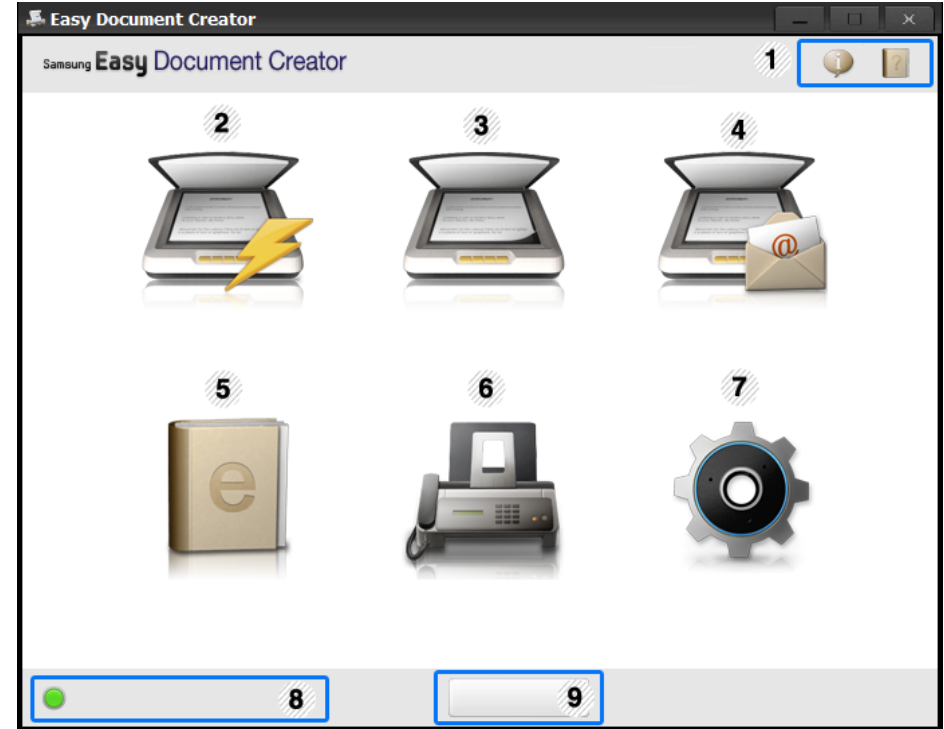 Easy Document Creator
SAMSUNG Easy Document Creator
1
i ?
2 3 4
@
5 6 7
e
8 9